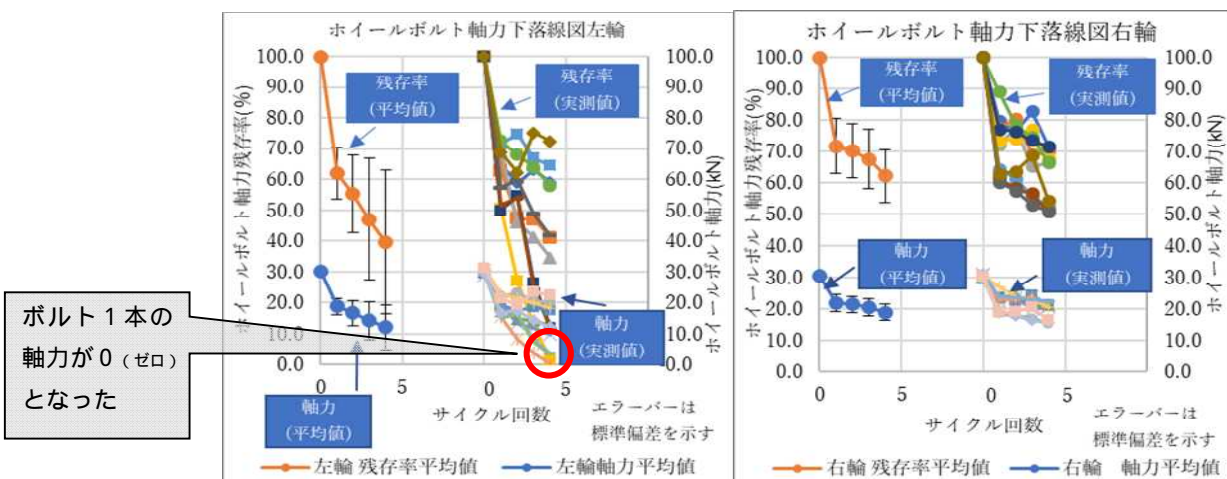 ボルト１本の
軸力が０（ゼロ）
となった
ホイールボルト軸力下落線図左輪
ホイールボルト軸力残存率(%)
100.0
90.0
80.0
70.0
60.0
50.0
40.0
30.0
20.0
10.0
0.0
残存率
(平均値)
残存率
(実測値)
軸力
(平均値)
軸力
(実測値)
100.0
90.0
80.0
70.0
60.0
50.0
40.0
30.0
20.0
10.0
0.0
ホイールボルト軸力(kN)
0 5 0 5
サイクル回数
エラーバーは
標準偏差を示す
左輪 残存率平均値 左輪軸力平均値
ホイールボルト軸力下落線図右輪
ホイールボルト軸力残存率(%)
100.0
90.0
80.0
70.0
60.0
50.0
40.0
30.0
20.0
10.0
0.0
残存率
(平均値)
残存率
(実測値)
軸力
(平均値)
軸力
(実測値)
100.0
90.0
80.0
70.0
60.0
50.0
40.0
30.0
20.0
10.0
0.0
ホイールボルト軸力(kN)
0 5 0 5
サイクル回数
エラーバーは
標準偏差を示す
右輪 残存率平均値 右輪 軸力平均値